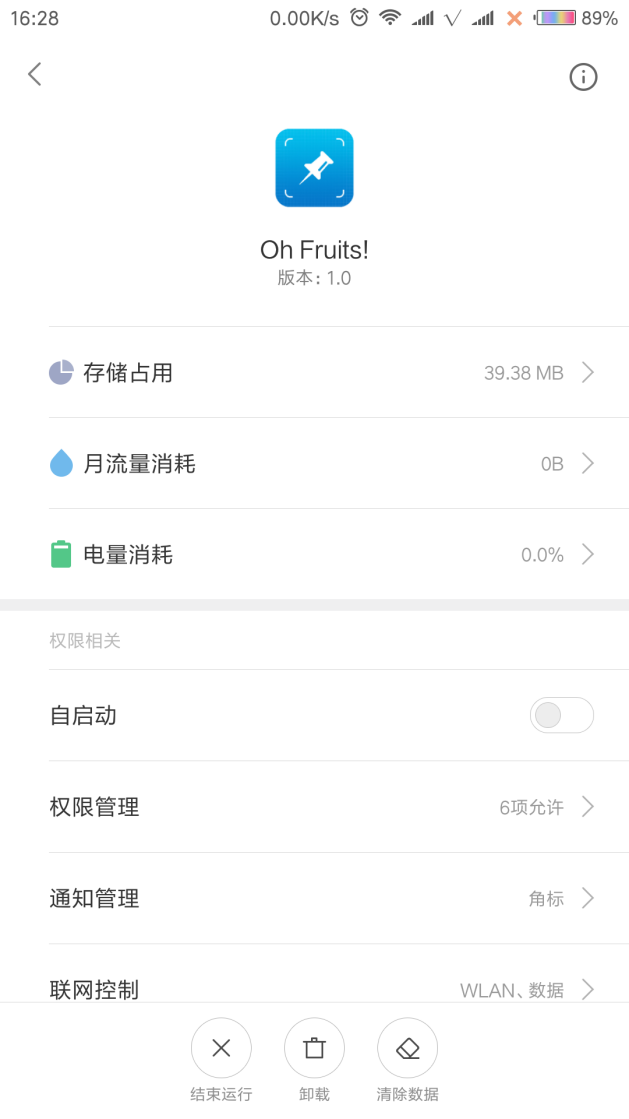 16:28 0.00K/s 89%
Oh Fruits!
版本: 1.0
存储占用 39.38 MB
月流量消耗 0B
电量消耗 0.0%
权限相关
自启动
权限管理 6项允许
通知管理 角标
联网控制 WLAN、数据
结束运行 卸载 清除数据